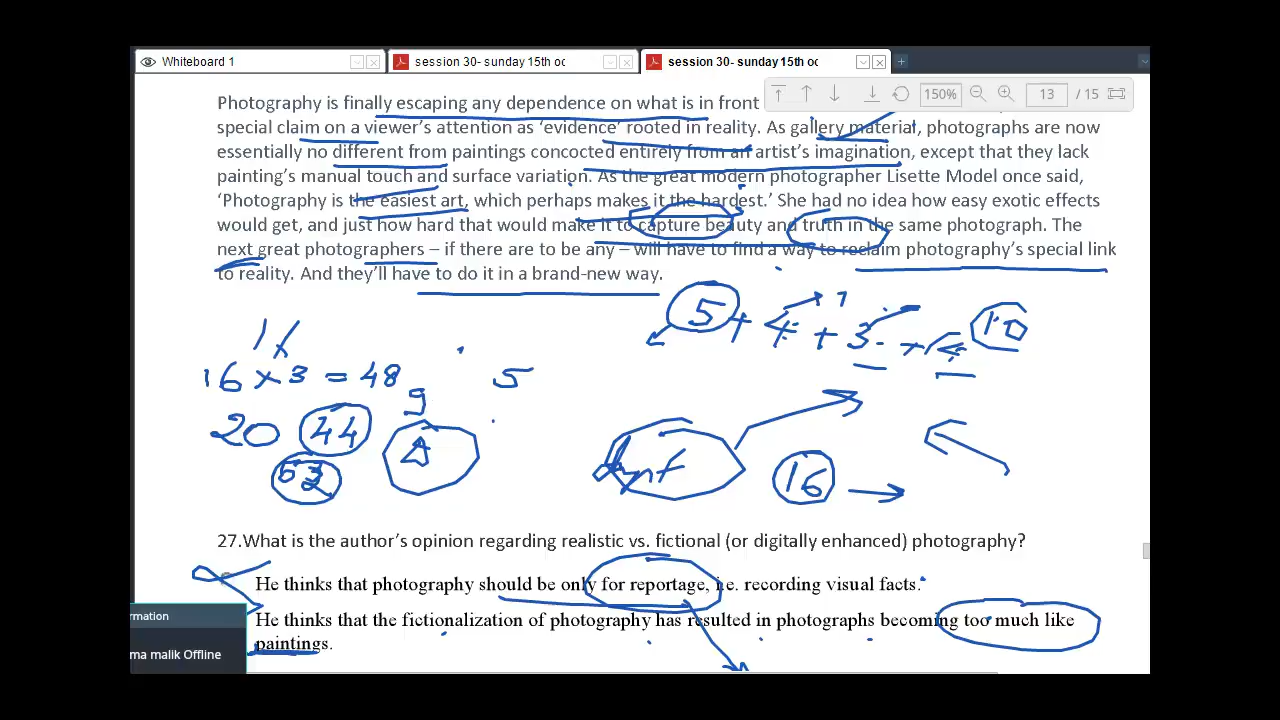 Whiteboard 1 session 30- sunday 15th oc session 30- sunday 15th oc
150% 13 / 15
Photography is finally escaping any dependence on what is in front
special claim on a viewer's attention as 'evidence' rooted in reality. As gallery material, photographs are now
essentially no different from paintings concocted entirely from an artist's imagination, except that they lack
painting's manual touch and surface variation. As the great modern photographer Lisette Model once said,
'Photography is the easiest art, which perhaps makes it the hardest.' She had no idea how easy exotic effects
would get, and just how hard that would make it to capture beauty and truth in the same photograph. The
next great photographers – if there are to be any – will have to find a way to reclaim photography's special link
to reality. And they'll have to do it in a brand-new way.
5 + 4 + 3 + 4 10
16 × 3 = 48 5
9
20 44
63 16
27.What is the author's opinion regarding realistic vs. fictional (or digitally enhanced) photography?
He thinks that photography should be only for reportage, i.e. recording visual facts.
rmation
He thinks that the fictionalization of photography has resulted in photographs becoming too much like
paintings.
ma malik Offline